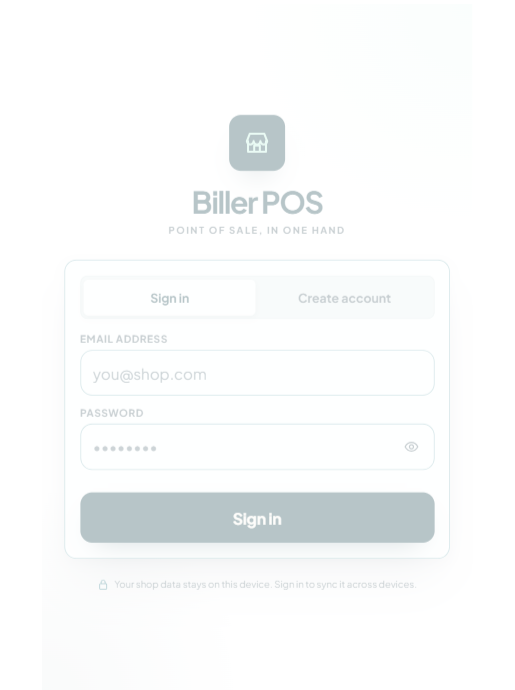 Biller POS
POINT OF SALE, IN ONE HAND
Sign in
Create account
EMAIL ADDRESS
you@shop.com
PASSWORD
Sign in
Your shop data stays on this device. Sign in to sync it across devices.